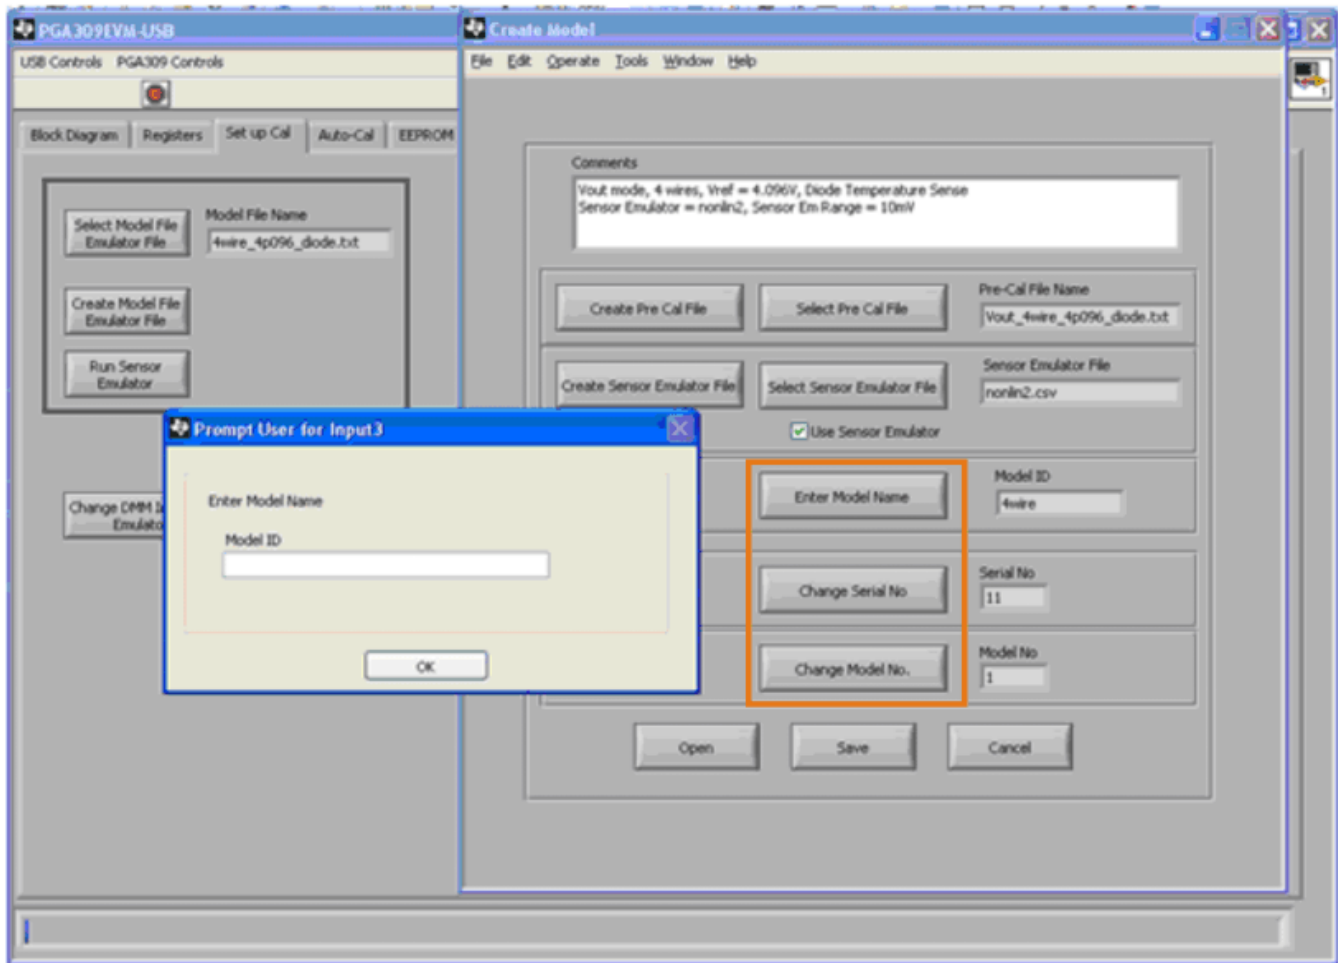 PGA309EVM-USB
USB Controls PGA309 Controls
Block Diagram Registers Set up Cal Auto-Cal EEPROM
Select Model File
Emulator File
Model File Name
4wire_4p096_diode.txt
Create Model File
Emulator File
Run Sensor
Emulator
Change DMM
Emulato
Create Model
File Edit Operate Tools Window Help
Comments
Vout mode, 4 wires, Vref = 4.096V, Diode Temperature Sense
Sensor Emulator = nonlin2, Sensor Em Range = 10mV
Create Pre Cal File
Select Pre Cal File
Pre-Cal File Name
Vout_4wire_4p096_diode.txt
Create Sensor Emulator File
Select Sensor Emulator File
Sensor Emulator File
nonlin2.csv
Use Sensor Emulator
Enter Model Name
Model ID
4wire
Change Serial No
Serial No
11
Change Model No.
Model No
1
Open
Save
Cancel
Prompt User for Input3
Enter Model Name
Model ID
OK